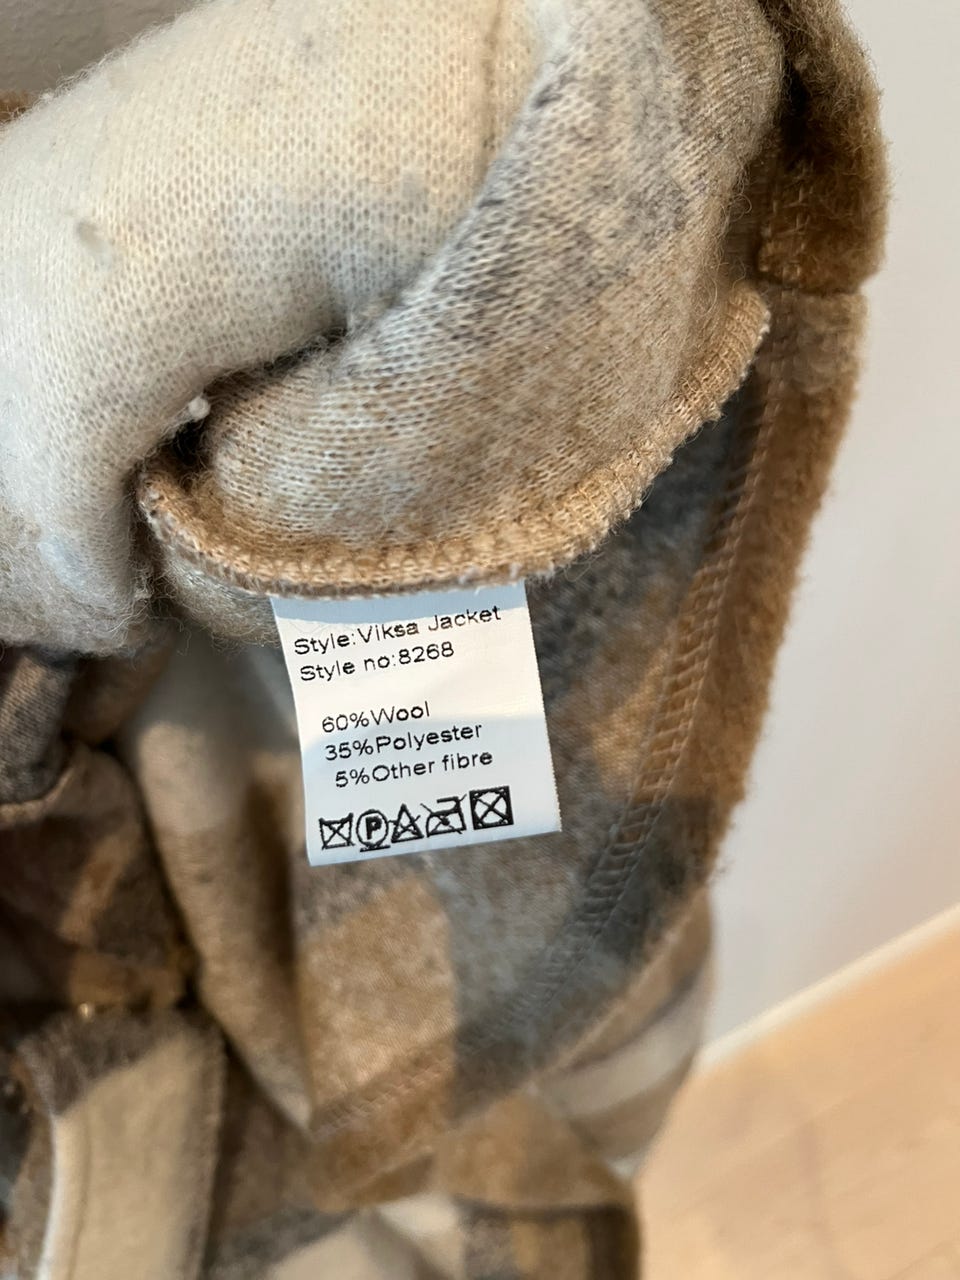 Style:Viksa Jacket
Style no:8268
60%Wool
35%Polyester
5%Other fibre
P